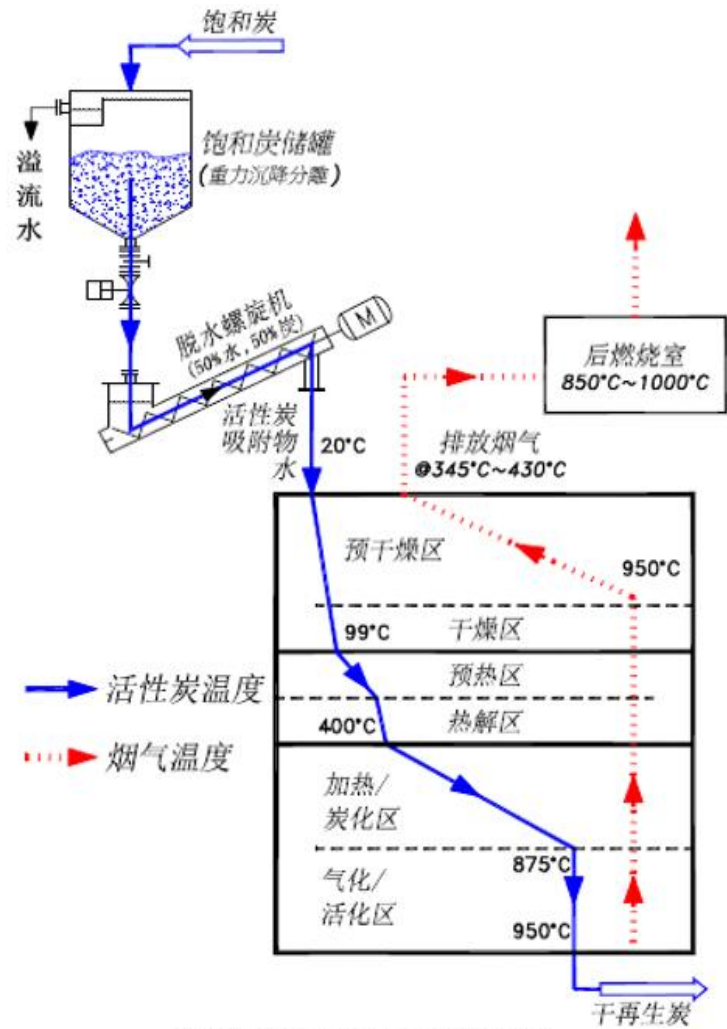 饱和炭
饱和炭储罐
(重力沉降分离)
溢流水
脱水螺旋机
(50%水,50%炭)
M
后燃烧室
850°C~1000°C
活性炭
吸附物
水
20°C
排放烟气
@345°C~430°C
预干燥区
950°C
99°C
干燥区
预热区
活性炭温度
400°C
热解区
烟气温度
加热/
炭化区
875°C
气化/
活化区
950°C
干再生炭